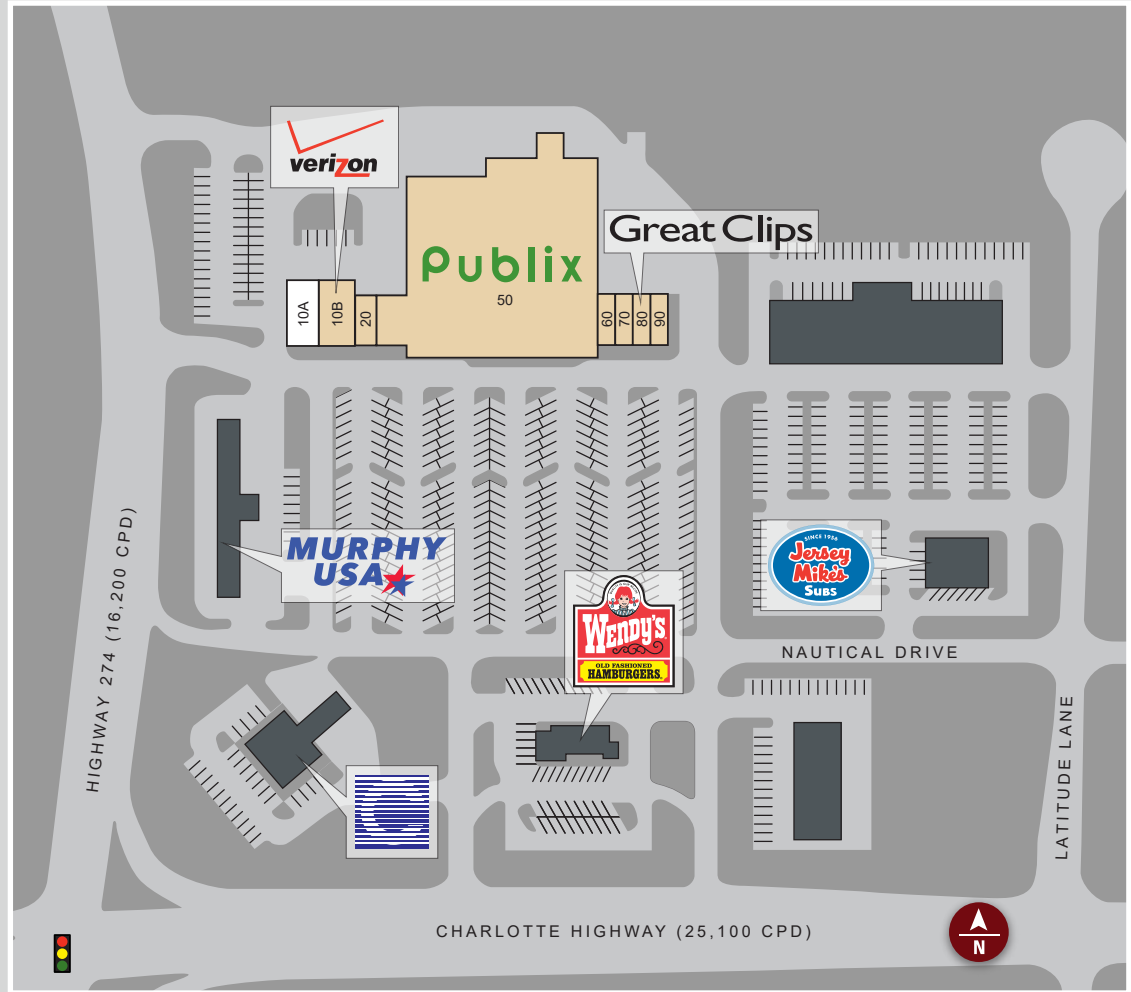 verizon
Great Clips
Publix
50
10A
10B
20
60
70
80
90
MURPHY
USA
SINCE 1956
Jersey
Mike's
SUBS
WENDY'S
OLD FASHIONED
HAMBURGERS
NAUTICAL DRIVE
HIGHWAY 274 (16,200 CPD)
LATITUDE LANE
C
CHARLOTTE HIGHWAY (25,100 CPD)
N